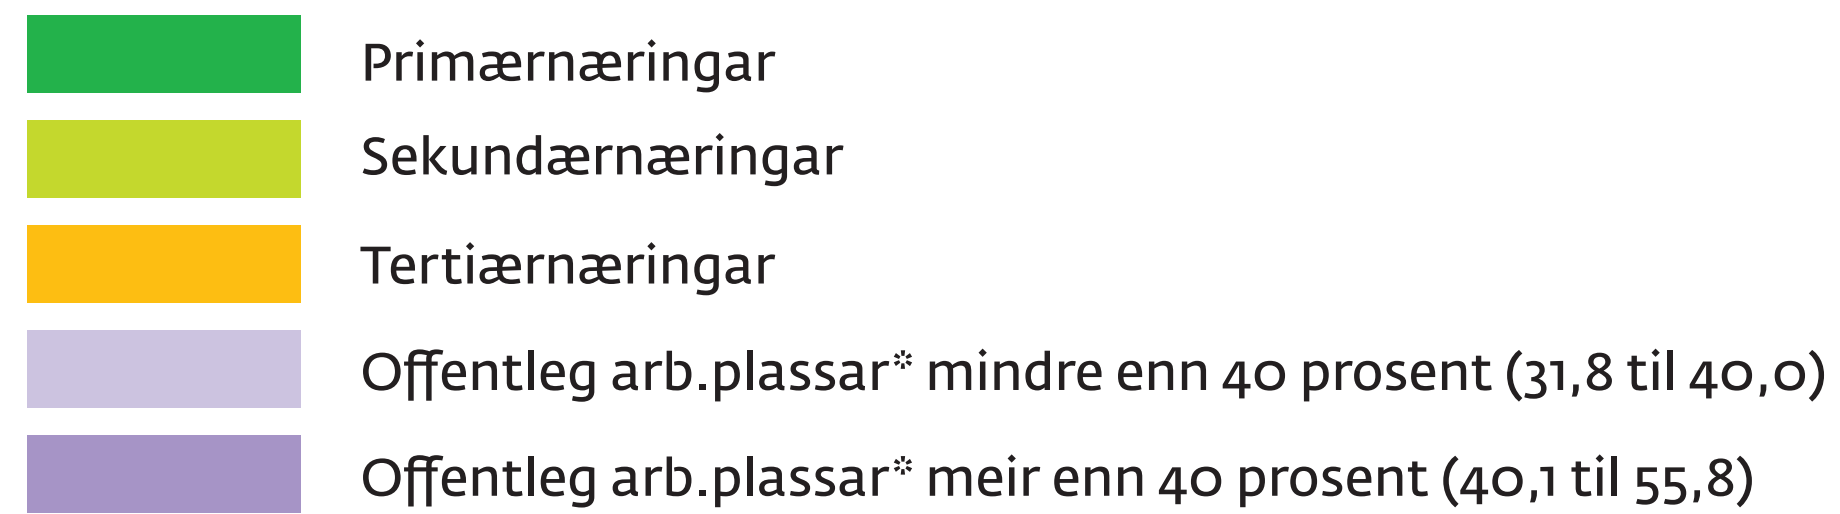 Primærnæringar
Sekundærnæringar
Tertiærnæringar
Offentleg arb.plassar* mindre enn 40 prosent (31,8 til 40,0)
Offentleg arb.plassar* meir enn 40 prosent (40,1 til 55,8)